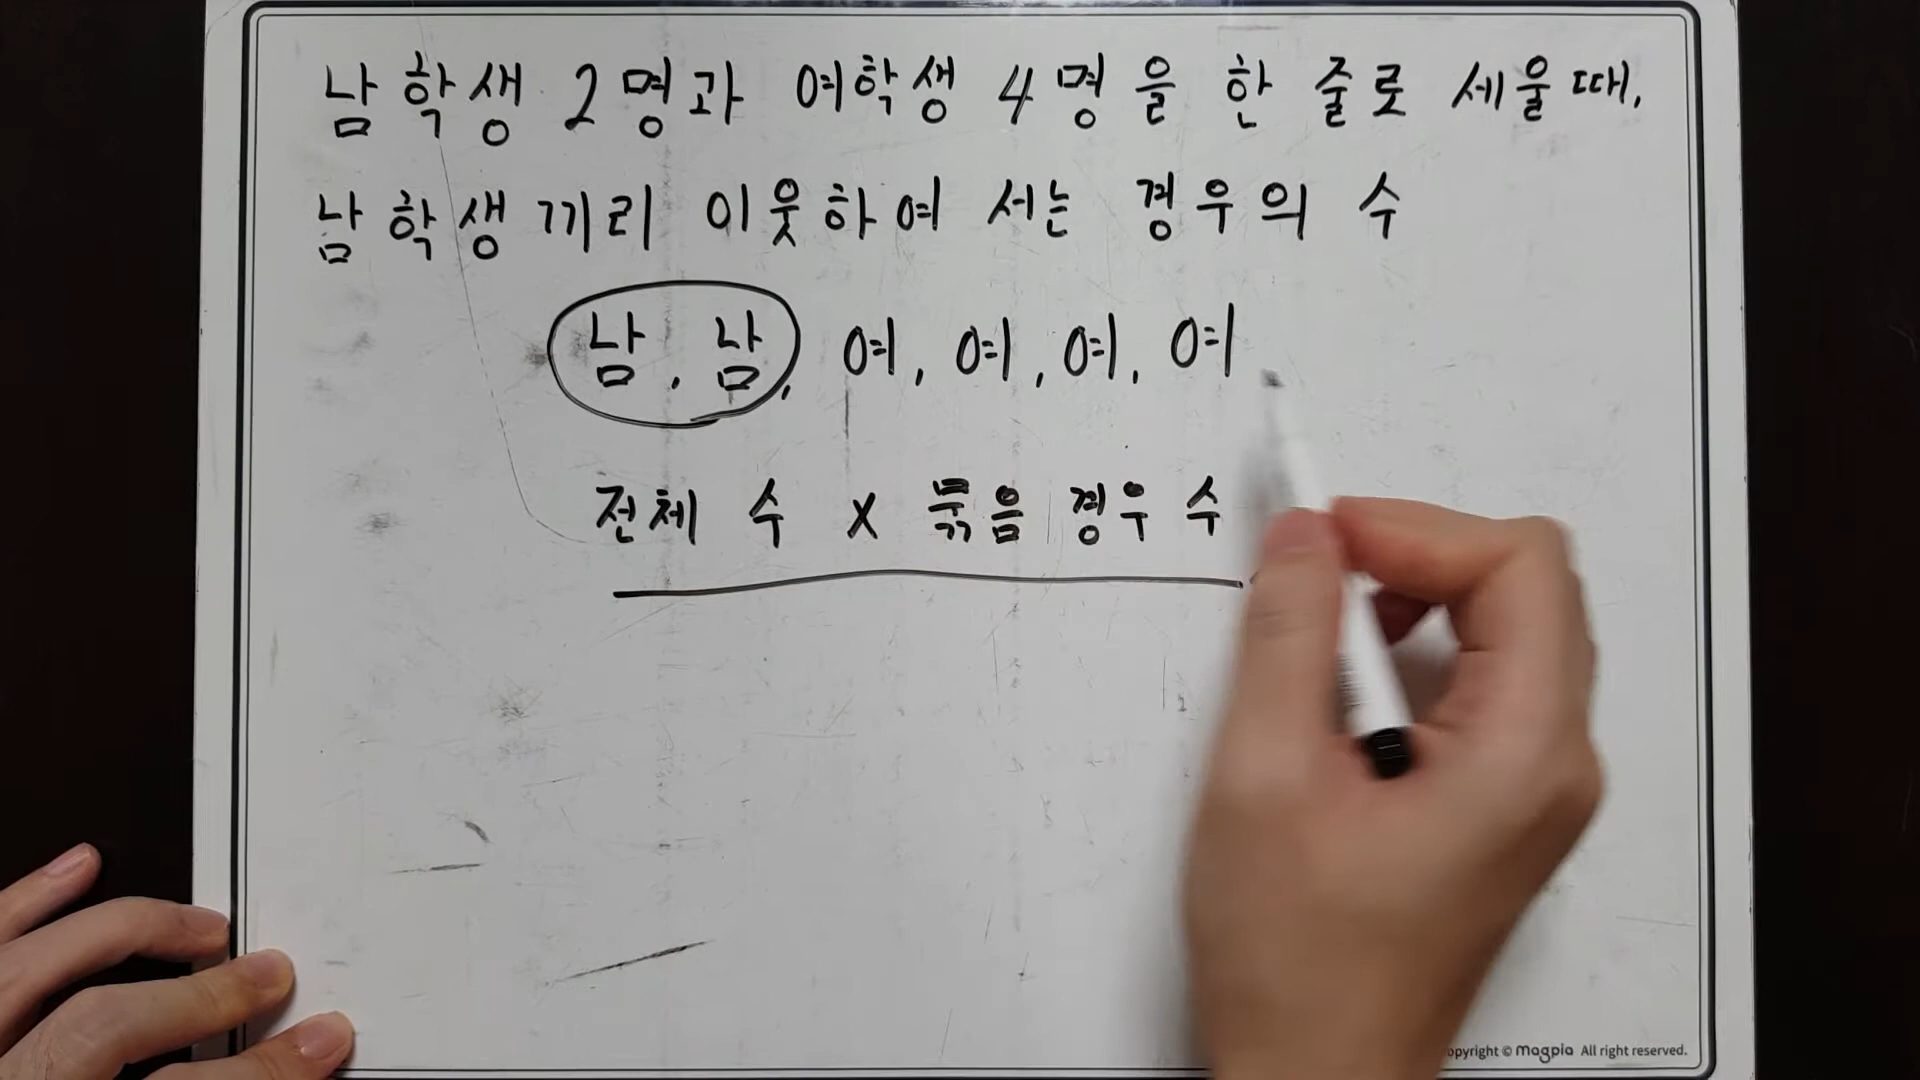 남학생 2명과 여학생 4명을 한 줄로 세울 때,
남학생끼리 이웃하여 서는 경우의 수
남, 남, 여, 여, 여, 여
전체 수 x 묶음 경우 수
opyright © magpia All right reserved.